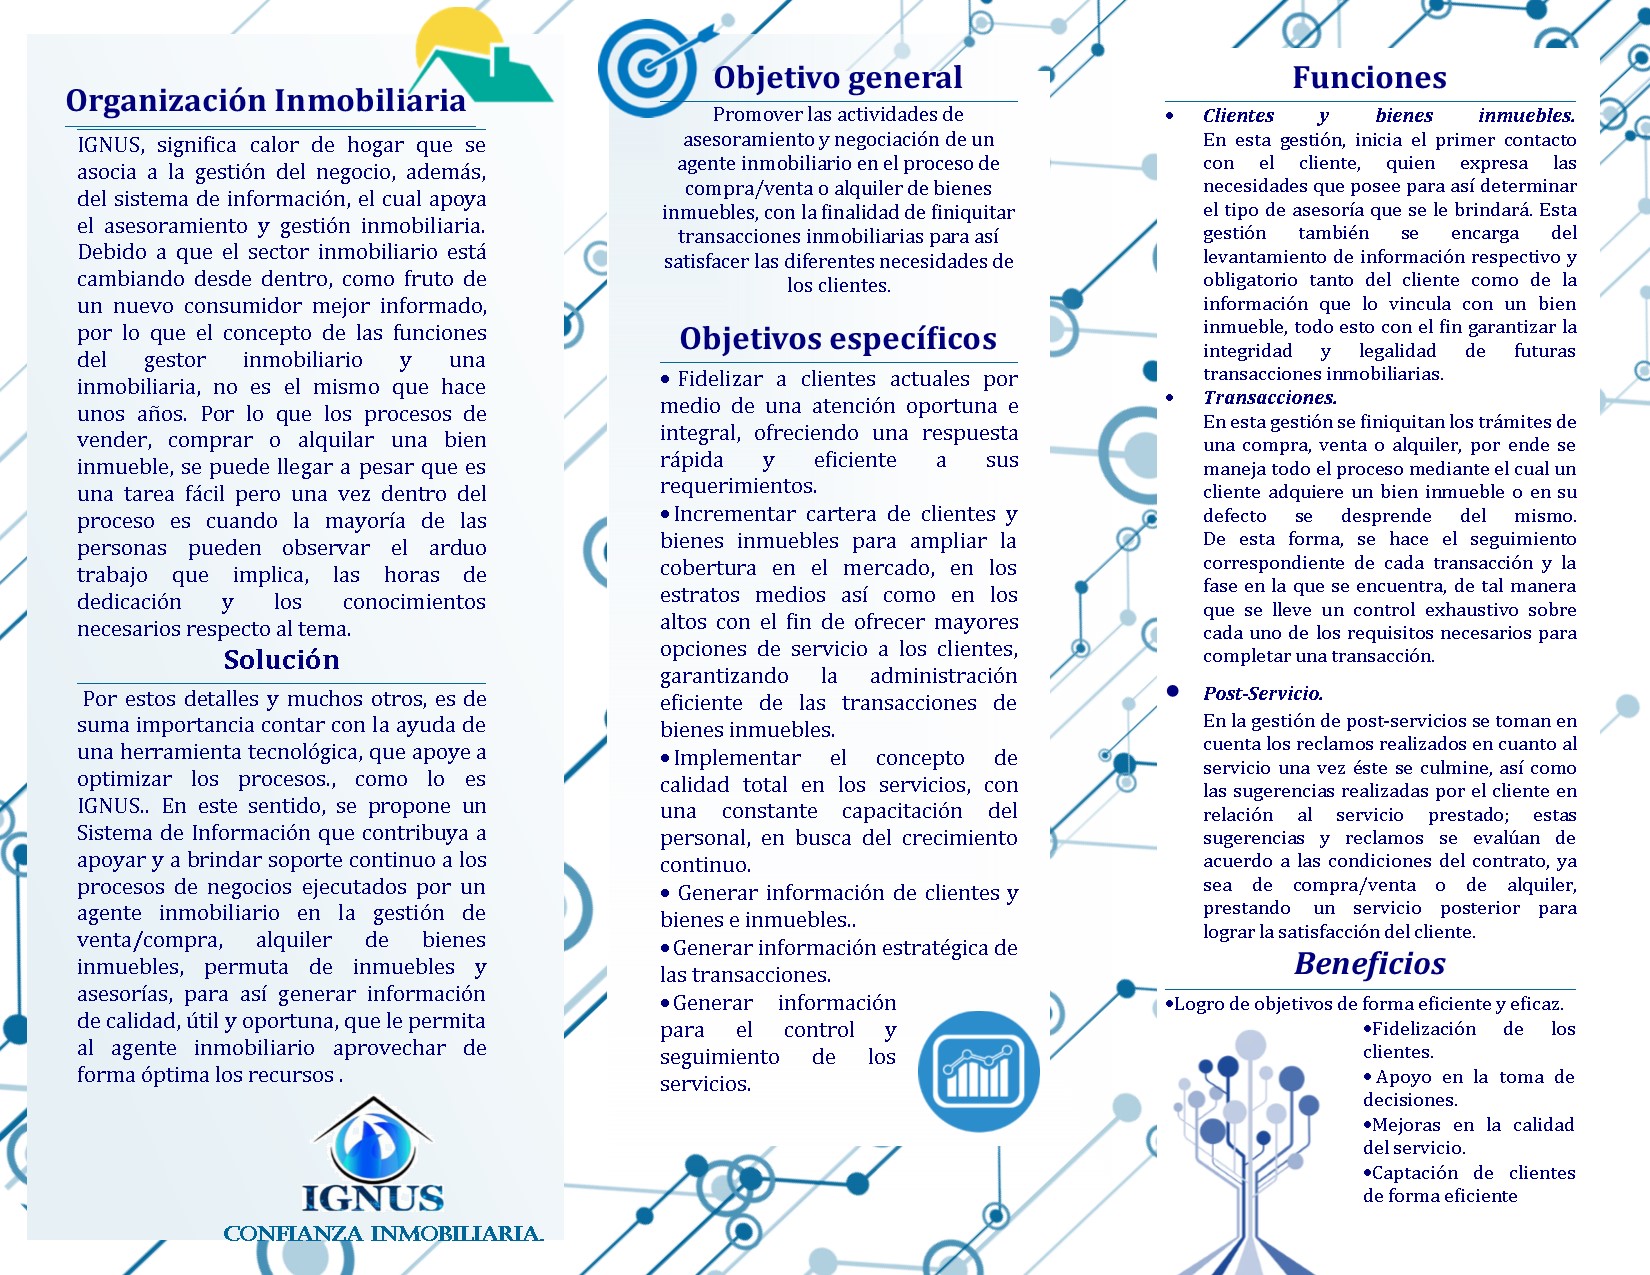 Organización Inmobiliaria
IGNUS, significa calor de hogar que se
asocia a la gestión del negocio, además,
del sistema de información, el cual apoya
el asesoramiento y gestión inmobiliaria.
Debido a que el sector inmobiliario está
cambiando desde dentro, como fruto de
un nuevo consumidor mejor informado,
por lo que el concepto de las funciones
del gestor inmobiliario y una
inmobiliaria, no es el mismo que hace
unos años. Por lo que los procesos de
vender, comprar o alquilar una bien
inmueble, se puede llegar a pesar que es
una tarea fácil pero una vez dentro del
proceso es cuando la mayoría de las
personas pueden observar el arduo
trabajo que implica, las horas de
dedicación y los conocimientos
necesarios respecto al tema.
Solución
Por estos detalles y muchos otros, es de
suma importancia contar con la ayuda de
una herramienta tecnológica, que apoye a
optimizar los procesos., como lo es
IGNUS.. En este sentido, se propone un
Sistema de Información que contribuya a
apoyar y a brindar soporte continuo a los
procesos de negocios ejecutados por un
agente inmobiliario en la gestión de
venta/compra, alquiler de bienes
inmuebles, permuta de inmuebles y
asesorías, para así generar información
de calidad, útil y oportuna, que le permita
al agente inmobiliario aprovechar de
forma óptima los recursos .
IGNUS
CONFIANZA INMOBILIARIA.
Objetivo general
Promover las actividades de
asesoramiento y negociación de un
agente inmobiliario en el proceso de
compra/venta o alquiler de bienes
inmuebles, con la finalidad de finiquitar
transacciones inmobiliarias para así
satisfacer las diferentes necesidades de
los clientes.
Objetivos específicos
• Fidelizar a clientes actuales por
medio de una atención oportuna e
integral, ofreciendo una respuesta
rápida y eficiente a sus
requerimientos.
•Incrementar cartera de clientes y
bienes inmuebles para ampliar la
cobertura en el mercado, en los
estratos medios así como en los
altos con el fin de ofrecer mayores
opciones de servicio a los clientes,
garantizando la administración
eficiente de las transacciones de
bienes inmuebles.
•Implementar el concepto de
calidad total en los servicios, con
una constante capacitación del
personal, en busca del crecimiento
continuo.
• Generar información de clientes y
bienes e inmuebles..
•Generar información estratégica de
las transacciones.
•Generar información
para el control y
seguimiento de los
servicios.
Funciones
• Clientes y bienes inmuebles.
En esta gestión, inicia el primer contacto
con el cliente, quien expresa las
necesidades que posee para así determinar
el tipo de asesoría que se le brindará. Esta
gestión también se encarga del
levantamiento de información respectivo y
obligatorio tanto del cliente como de la
información que lo vincula con un bien
inmueble, todo esto con el fin garantizar la
integridad y legalidad de futuras
transacciones inmobiliarias.
• Transacciones.
En esta gestión se finiquitan los trámites de
una compra, venta o alquiler, por ende se
maneja todo el proceso mediante el cual un
cliente adquiere un bien inmueble o en su
defecto se desprende del mismo.
De esta forma, se hace el seguimiento
correspondiente de cada transacción y la
fase en la que se encuentra, de tal manera
que se lleve un control exhaustivo sobre
cada uno de los requisitos necesarios para
completar una transacción.
• Post-Servicio.
En la gestión de post-servicios se toman en
cuenta los reclamos realizados en cuanto al
servicio una vez éste se culmine, así como
las sugerencias realizadas por el cliente en
relación al servicio prestado; estas
sugerencias y reclamos se evalúan de
acuerdo a las condiciones del contrato, ya
sea de compra/venta o de alquiler,
prestando un servicio posterior para
lograr la satisfacción del cliente.
Beneficios
•Logro de objetivos de forma eficiente y eficaz.
•Fidelización de los
clientes.
• Apoyo en la toma de
decisiones.
•Mejoras en la calidad
del servicio.
•Captación de clientes
de forma eficiente